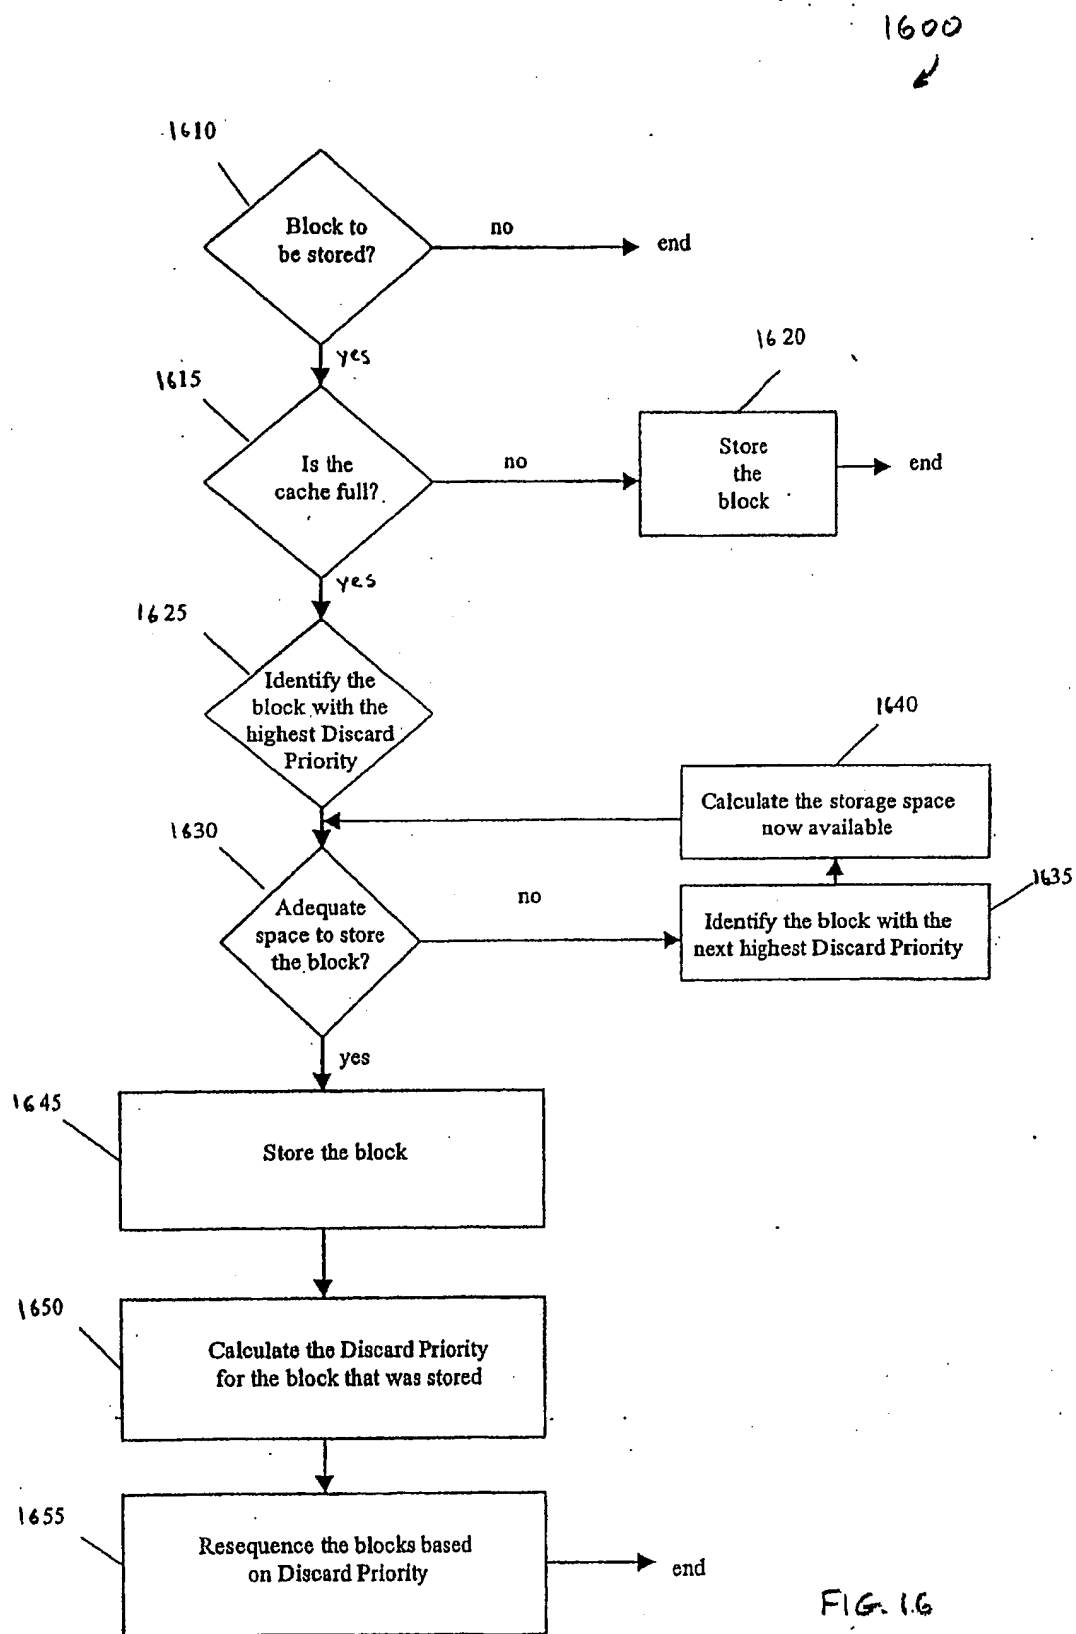 1600
1610
Block to
be stored?
no
end
yes
1615
Is the
cache full?
no
1620
Store
the
block
end
yes
1625
Identify the
block with the
highest Discard
Priority
1640
Calculate the storage space
now available
1630
Adequate
space to store
the block?
no
1635
Identify the block with the
next highest Discard Priority
yes
1645
Store the block
1650
Calculate the Discard Priority
for the block that was stored
1655
Resequence the blocks based
on Discard Priority
end
FIG. 16